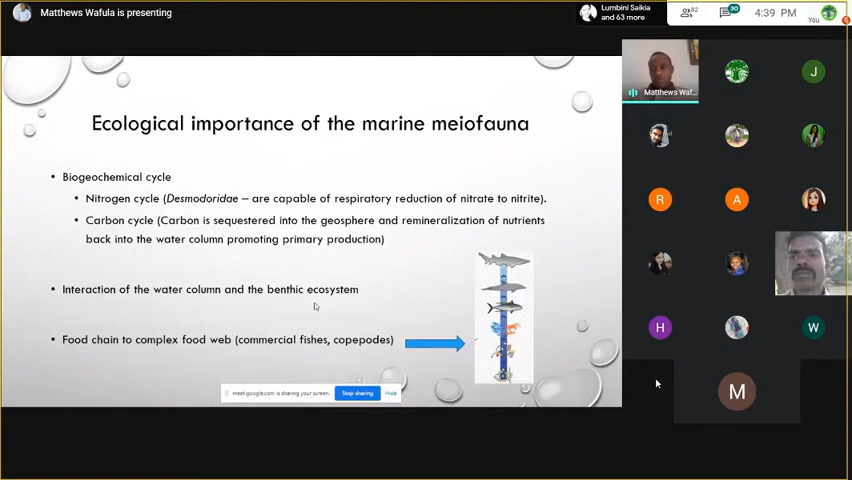 Matthews Wafula is presenting
Lumbini Saikia
and 63 more
82
30
4:39 PM
You
Ecological importance of the marine meiofauna
• Biogeochemical cycle
• Nitrogen cycle (Desmodoridae – are capable of respiratory reduction of nitrate to nitrite).
• Carbon cycle (Carbon is sequestered into the geosphere and remineralization of nutrients
back into the water column promoting primary production)
• Interaction of the water column and the benthic ecosystem
• Food chain to complex food web (commercial fishes, copepodes)
meet.google.com is sharing your screen.
Stop sharing
Hide
Matthews Waf...
J
R
A
H
W
M